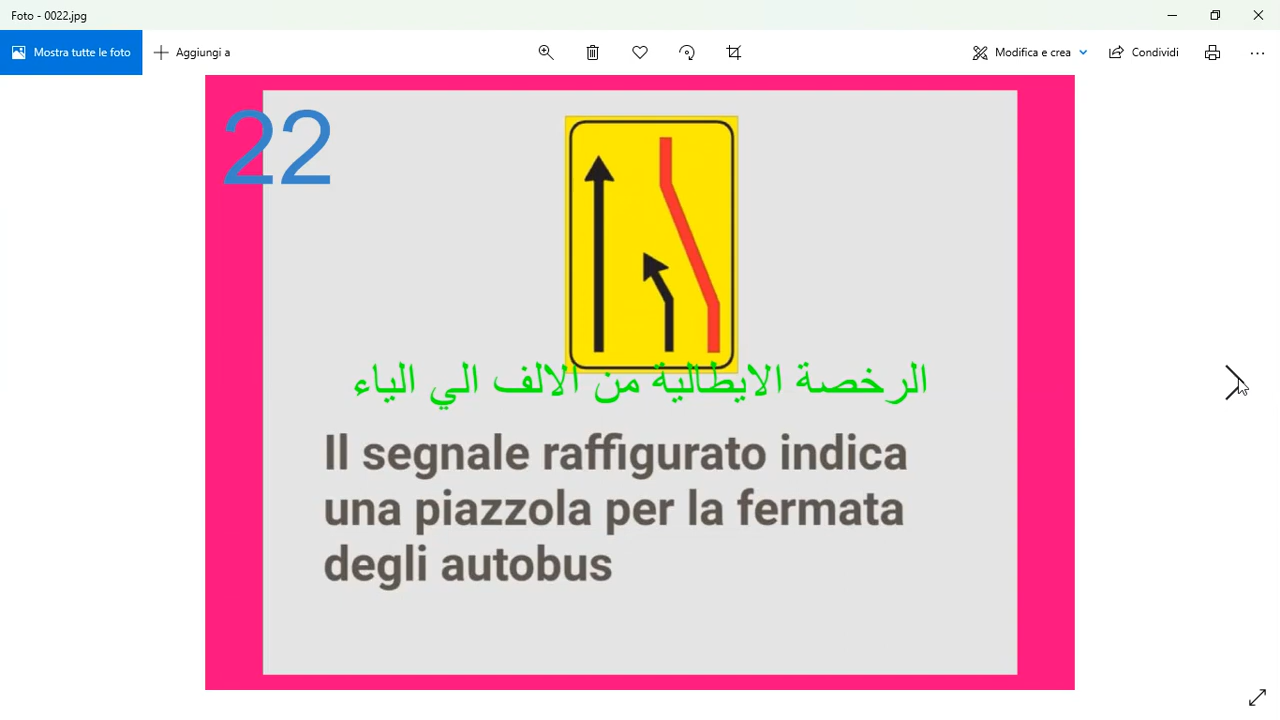 Foto - 0022.jpg
Mostra tutte le foto
Aggiungi a
Modifica e crea
Condividi
22
الرخصة الايطالية من الالف الي الياء
Il segnale raffigurato indica
una piazzola per la fermata
degli autobus